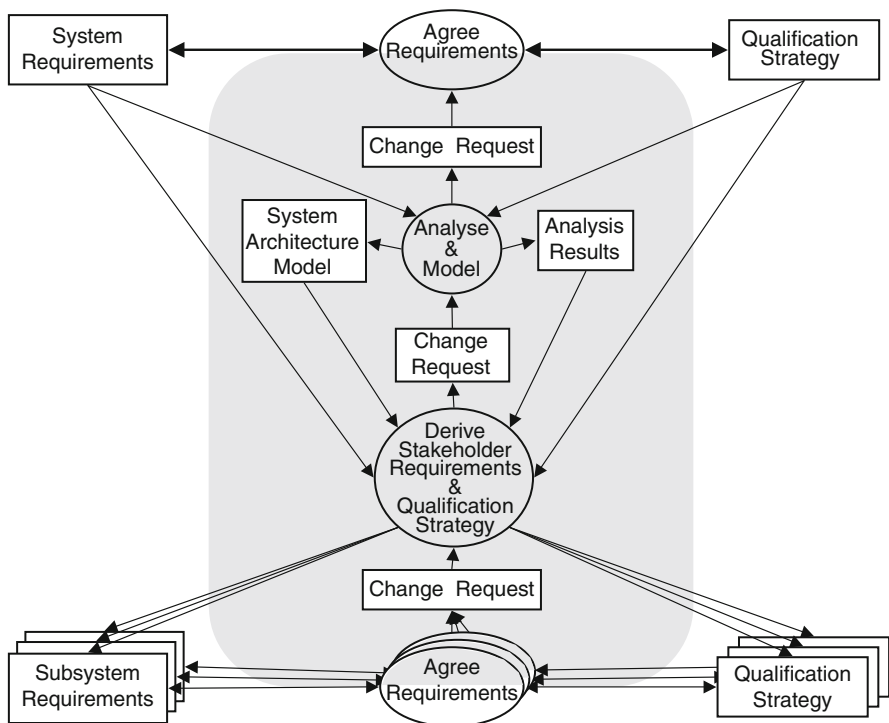 System
Requirements
Agree
Requirements
Qualification
Strategy
Change Request
System
Architecture
Model
Analyse
&
Model
Analysis
Results
Change
Request
Derive
Stakeholder
Requirements
&
Qualification
Strategy
Change Request
Subsystem
Requirements
Agree
Requirements
Qualification
Strategy